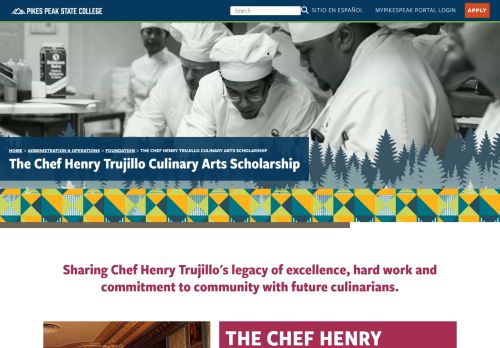 PIKES PEAK STATE COLLEGE
Search
SITIO EN ESPAÑOL
MYPIKESPEAK PORTAL LOGIN
APPLY
HOME > ADMINISTRATION & OPERATIONS > FOUNDATION > THE CHEF HENRY TRUJILLO CULINARY ARTS SCHOLARSHIP
The Chef Henry Trujillo Culinary Arts Scholarship
Sharing Chef Henry Trujillo's legacy of excellence, hard work and
commitment to community with future culinarians.
THE CHEF HENRY